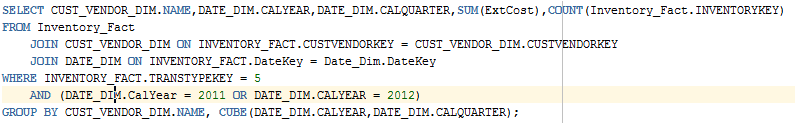 SELECT CUST_VENDOR_DIM.NAME,DATE_DIM.CALYEAR,DATE_DIM.CALQUARTER,SUM(ExtCost),COUNT(Inventory_Fact.INVENTORYKEY)
FROM Inventory_Fact
JOIN CUST_VENDOR_DIM ON INVENTORY_FACT.CUSTVENDORKEY = CUST_VENDOR_DIM.CUSTVENDORKEY
JOIN DATE_DIM ON INVENTORY_FACT.DateKey = Date_Dim.DateKey
WHERE INVENTORY_FACT.TRANSTYPEKEY = 5
AND (DATE_DIM.CalYear = 2011 OR DATE_DIM.CALYEAR = 2012)
GROUP BY CUST_VENDOR_DIM.NAME, CUBE(DATE_DIM.CALYEAR,DATE_DIM.CALQUARTER);